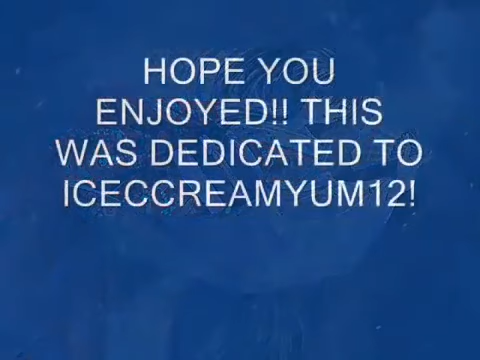 HOPE YOU
ENJOYED!! THIS
WAS DEDICATED TO
ICECCREAMYUM12!